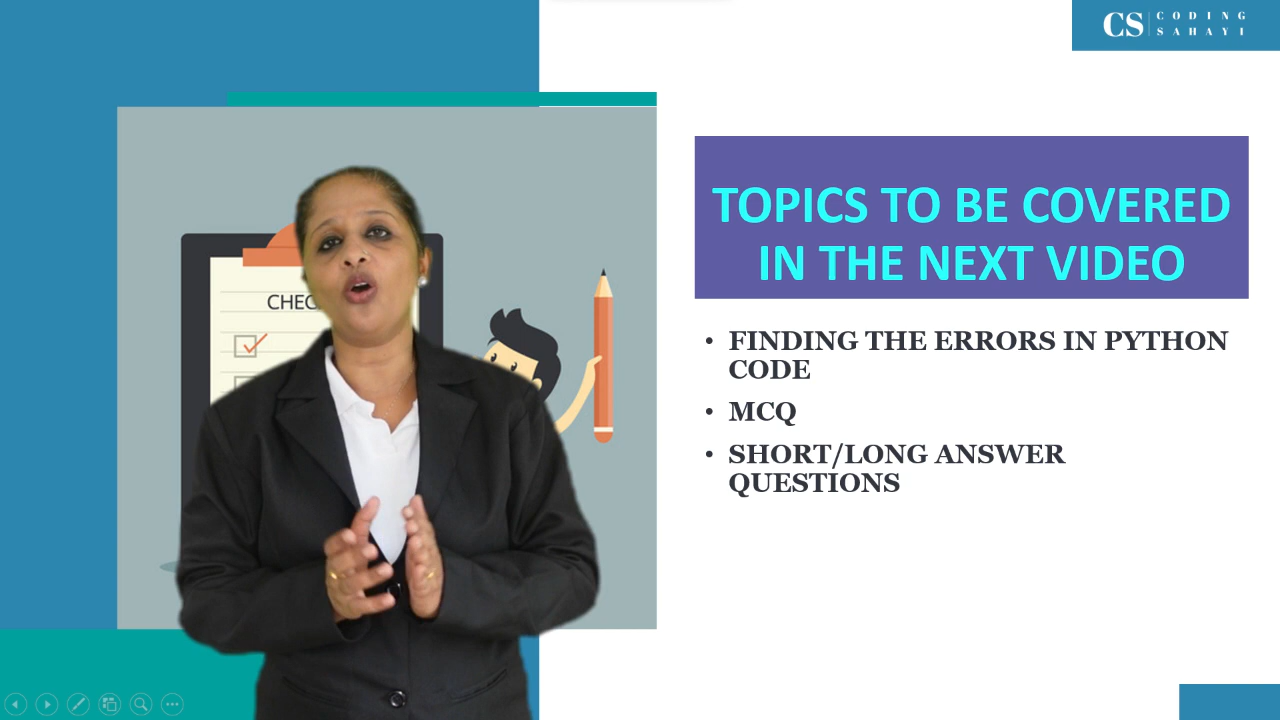 CS CODING
SAHAYI
TOPICS TO BE COVERED
IN THE NEXT VIDEO
CHEC
• FINDING THE ERRORS IN PYTHON
CODE
• MCQ
• SHORT/LONG ANSWER
QUESTIONS